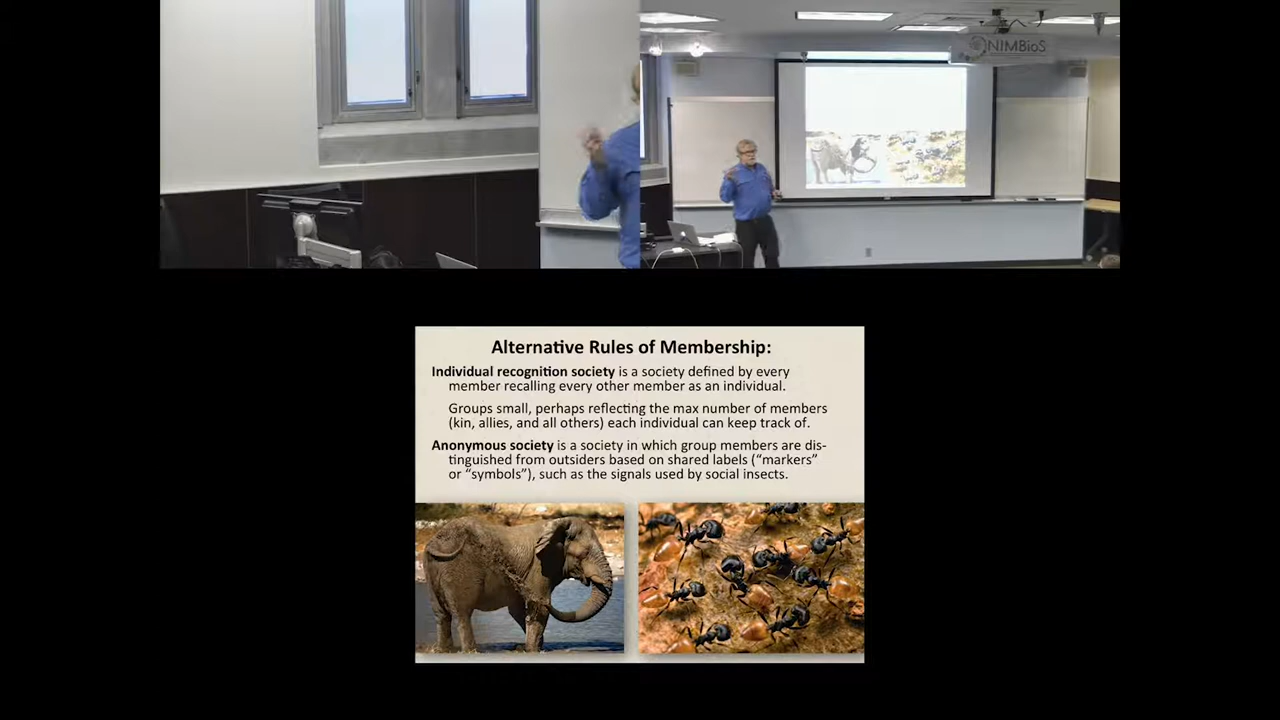 NIMBioS
Alternative Rules of Membership:
Individual recognition society is a society defined by every
member recalling every other member as an individual.
Groups small, perhaps reflecting the max number of members
(kin, allies, and all others) each individual can keep track of.
Anonymous society is a society in which group members are dis-
tinguished from outsiders based on shared labels (“markers”
or “symbols”), such as the signals used by social insects.